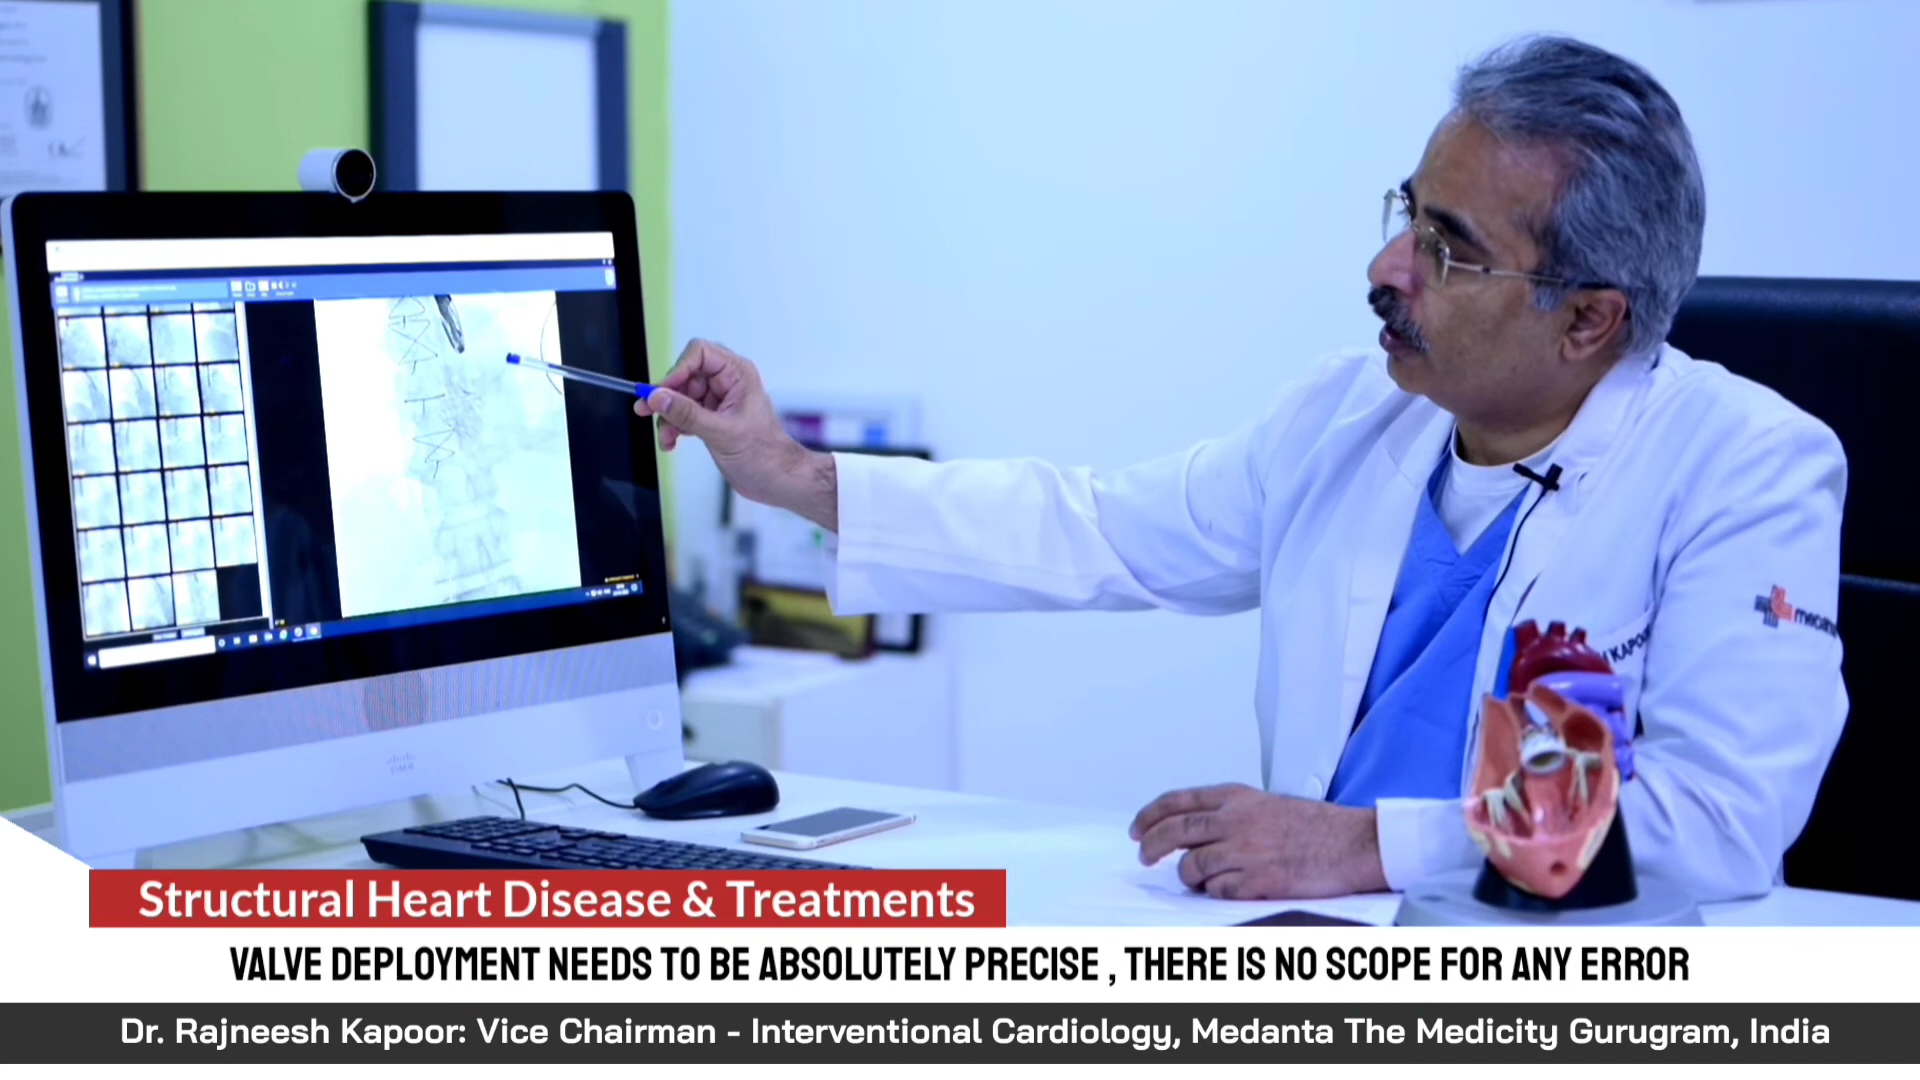 KAPOOR
Structural Heart Disease & Treatments
VALVE DEPLOYMENT NEEDS TO BE ABSOLUTELY PRECISE , THERE IS NO SCOPE FOR ANY ERROR
Dr. Rajneesh Kapoor: Vice Chairman - Interventional Cardiology, Medanta The Medicity Gurugram, India